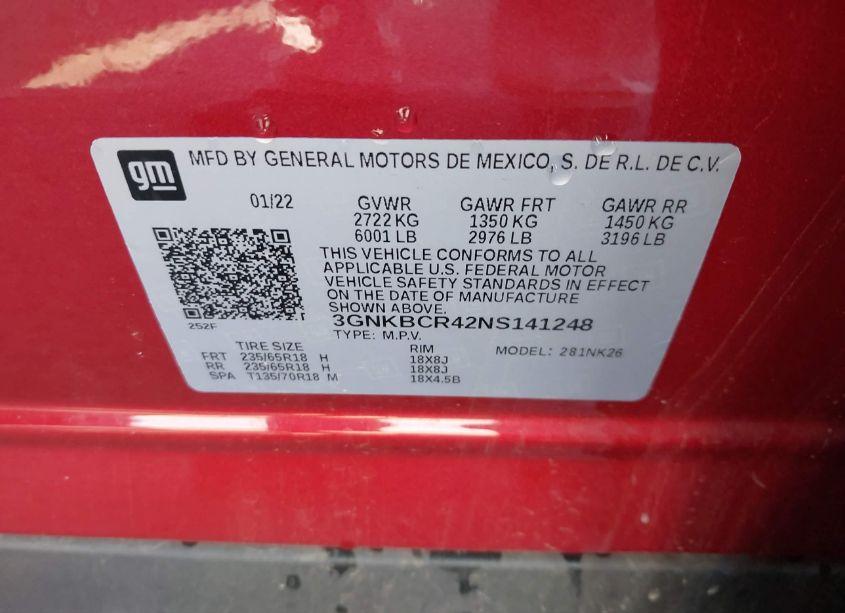 gm MFD BY GENERAL MOTORS DE MEXICO, S. DE R.L. DE C.V.
01/22 GVWR GAWR FRT GAWR RR
2722 KG 1350 KG 1450 KG
6001 LB 2976 LB 3196 LB
THIS VEHICLE CONFORMS TO ALL
APPLICABLE U.S. FEDERAL MOTOR
VEHICLE SAFETY STANDARDS IN EFFECT
ON THE DATE OF MANUFACTURE
SHOWN ABOVE.
252F 3GNKBCR42NS141248
TYPE: M.P.V.
TIRE SIZE RIM MODEL: 281NK26
FRT 235/65R18 H 18X8J
RR 235/65R18 H 18X8J
SPA T135/70R18 M 18X4.5B